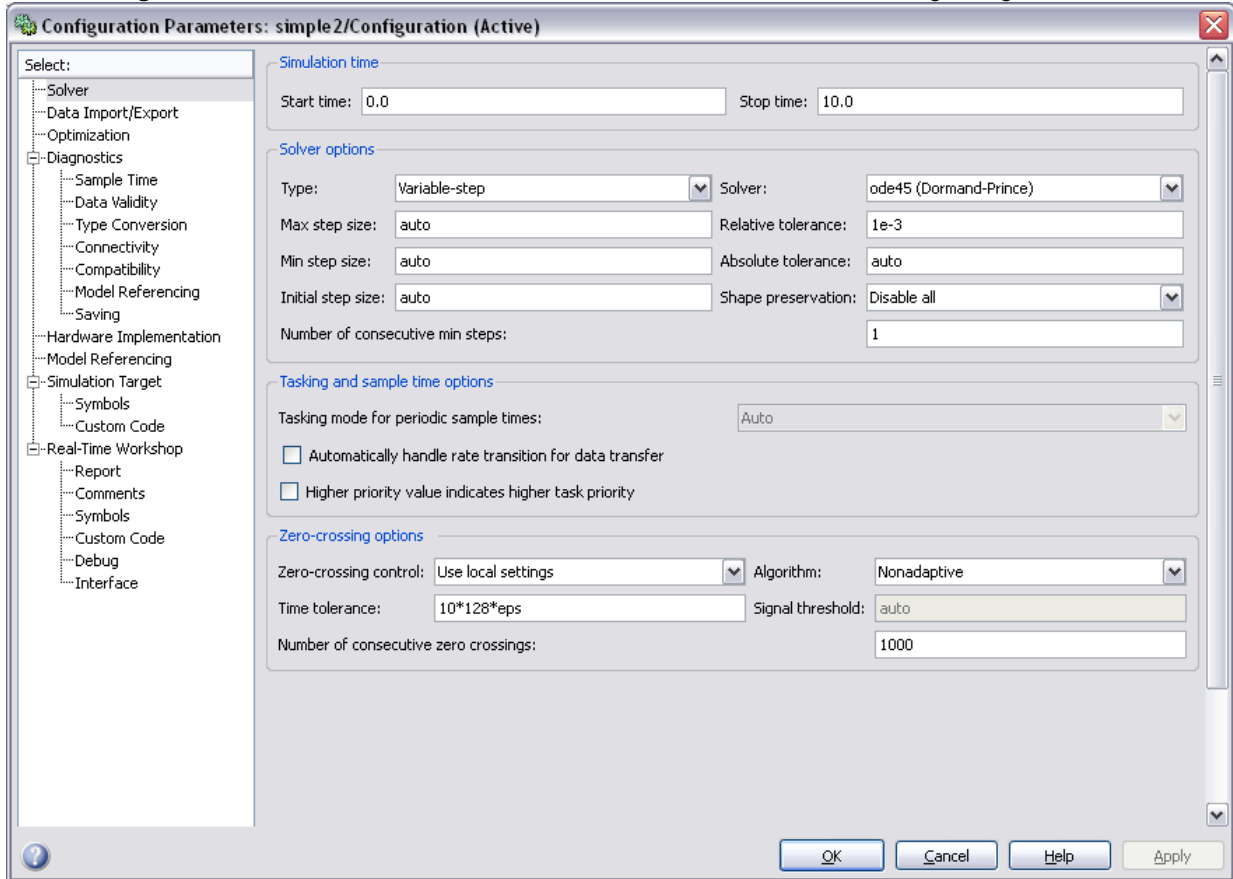 Configuration Parameters: simple2/Configuration (Active)
Select:
Solver
Data Import/Export
Optimization
Diagnostics
Sample Time
Data Validity
Type Conversion
Connectivity
Compatibility
Model Referencing
Saving
Hardware Implementation
Model Referencing
Simulation Target
Symbols
Custom Code
Real-Time Workshop
Report
Comments
Symbols
Custom Code
Debug
Interface
Simulation time
Start time: 0.0 Stop time: 10.0
Solver options
Type: Variable-step Solver: ode45 (Dormand-Prince)
Max step size: auto Relative tolerance: 1e-3
Min step size: auto Absolute tolerance: auto
Initial step size: auto Shape preservation: Disable all
Number of consecutive min steps: 1
Tasking and sample time options
Tasking mode for periodic sample times: Auto
Automatically handle rate transition for data transfer
Higher priority value indicates higher task priority
Zero-crossing options
Zero-crossing control: Use local settings Algorithm: Nonadaptive
Time tolerance: 10*128*eps Signal threshold: auto
Number of consecutive zero crossings: 1000
OK Cancel Help Apply